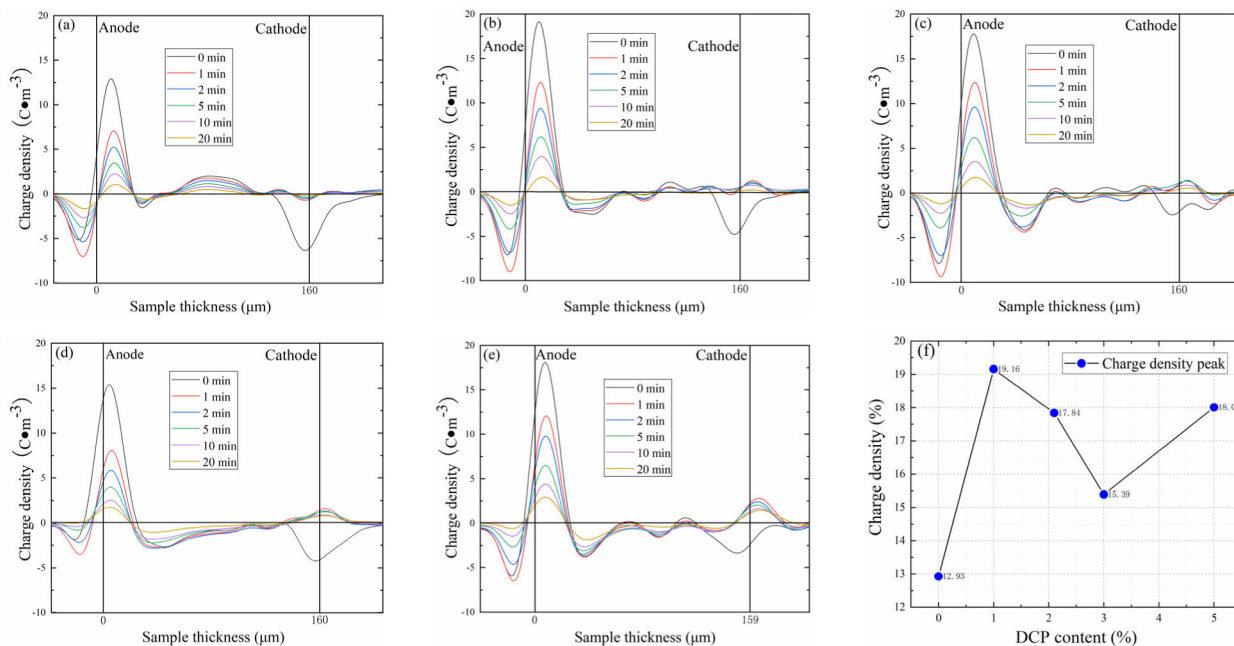 (a)
Anode
Cathode
0 min
1 min
2 min
5 min
10 min
20 min
20
15
10
5
0
-5
-10
Charge density (C●m⁻³)
0
160
Sample thickness (μm)
(b)
Anode
Cathode
0 min
1 min
2 min
5 min
10 min
20 min
20
15
10
5
0
-5
-10
Charge density (C●m⁻³)
0
160
Sample thickness (μm)
(c)
Anode
Cathode
0 min
1 min
2 min
5 min
10 min
20 min
20
15
10
5
0
-5
-10
Charge density (C●m⁻³)
0
160
Sample thickness (μm)
(d)
Anode
Cathode
0 min
1 min
2 min
5 min
10 min
20 min
20
15
10
5
0
-5
-10
Charge density (C●m⁻³)
0
160
Sample thickness (μm)
(e)
Anode
Cathode
0 min
1 min
2 min
5 min
10 min
20 min
20
15
10
5
0
-5
-10
Charge density (C●m⁻³)
0
159
Sample thickness (μm)
(f)
Charge density peak
20
19
18
17
16
15
14
13
12
Charge density (%)
12.93
19.16
17.84
15.39
0
1
2
3
4
5
DCP content (%)